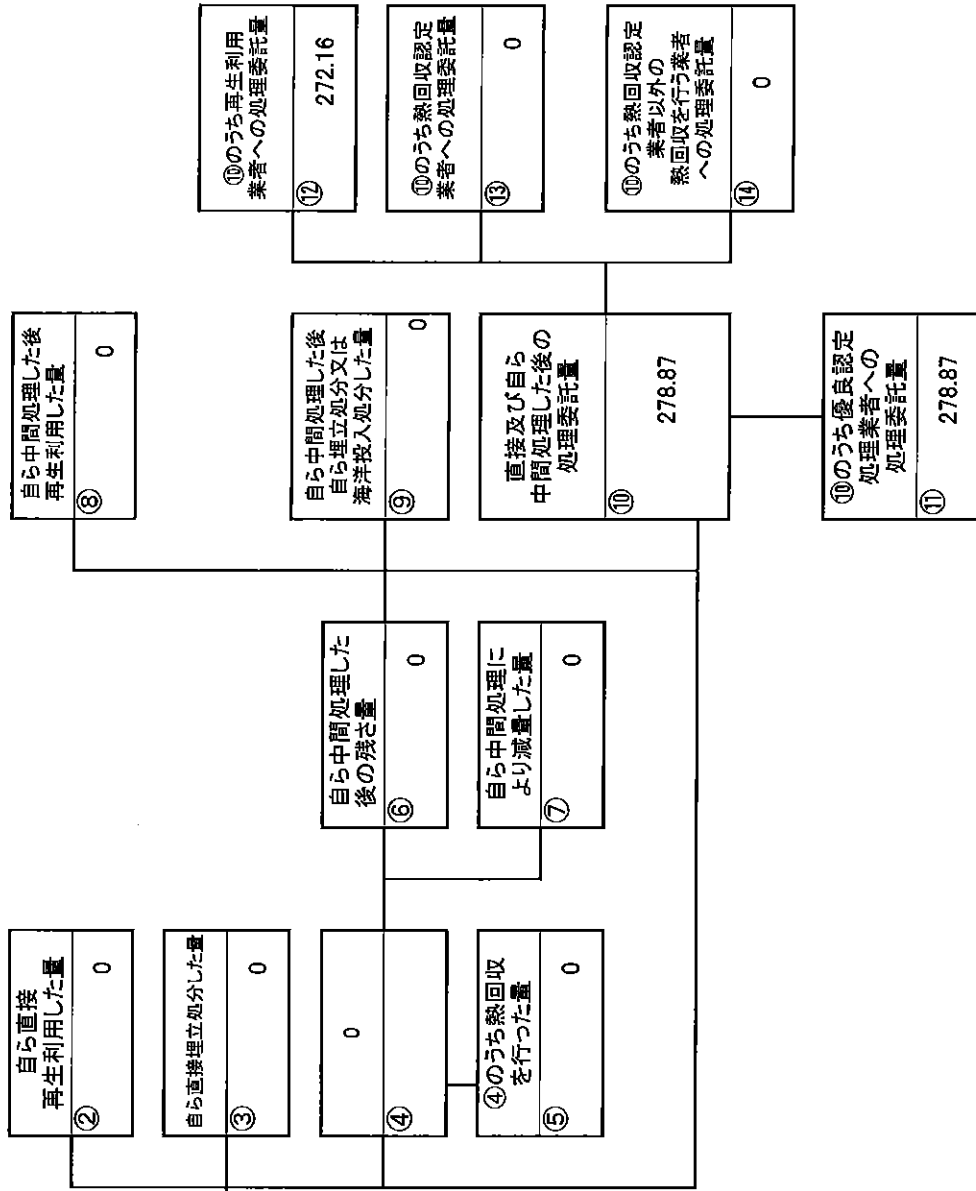 自ら直接
再生利用した量
②
0
自ら直接埋立処分した量
③
0
④
0
④のうち熱回収
を行った量
⑤
0
自ら中間処理した
後の残さ量
⑥
0
自ら中間処理に
より減量した量
⑦
0
自ら中間処理した後
再生利用した量
⑧
0
自ら中間処理した後
自ら埋立処分又は
海洋投入処分した量
⑨
0
直接及び自ら
中間処理した後の
処理委託量
⑩
278.87
⑩のうち優良認定
処理業者への
処理委託量
⑪
278.87
⑩のうち再生利用
業者への処理委託量
⑫
272.16
⑩のうち熱回収認定
業者への処理委託量
⑬
0
⑩のうち熱回収認定
業者以外の
熱回収を行う業者
への処理委託量
⑭
0